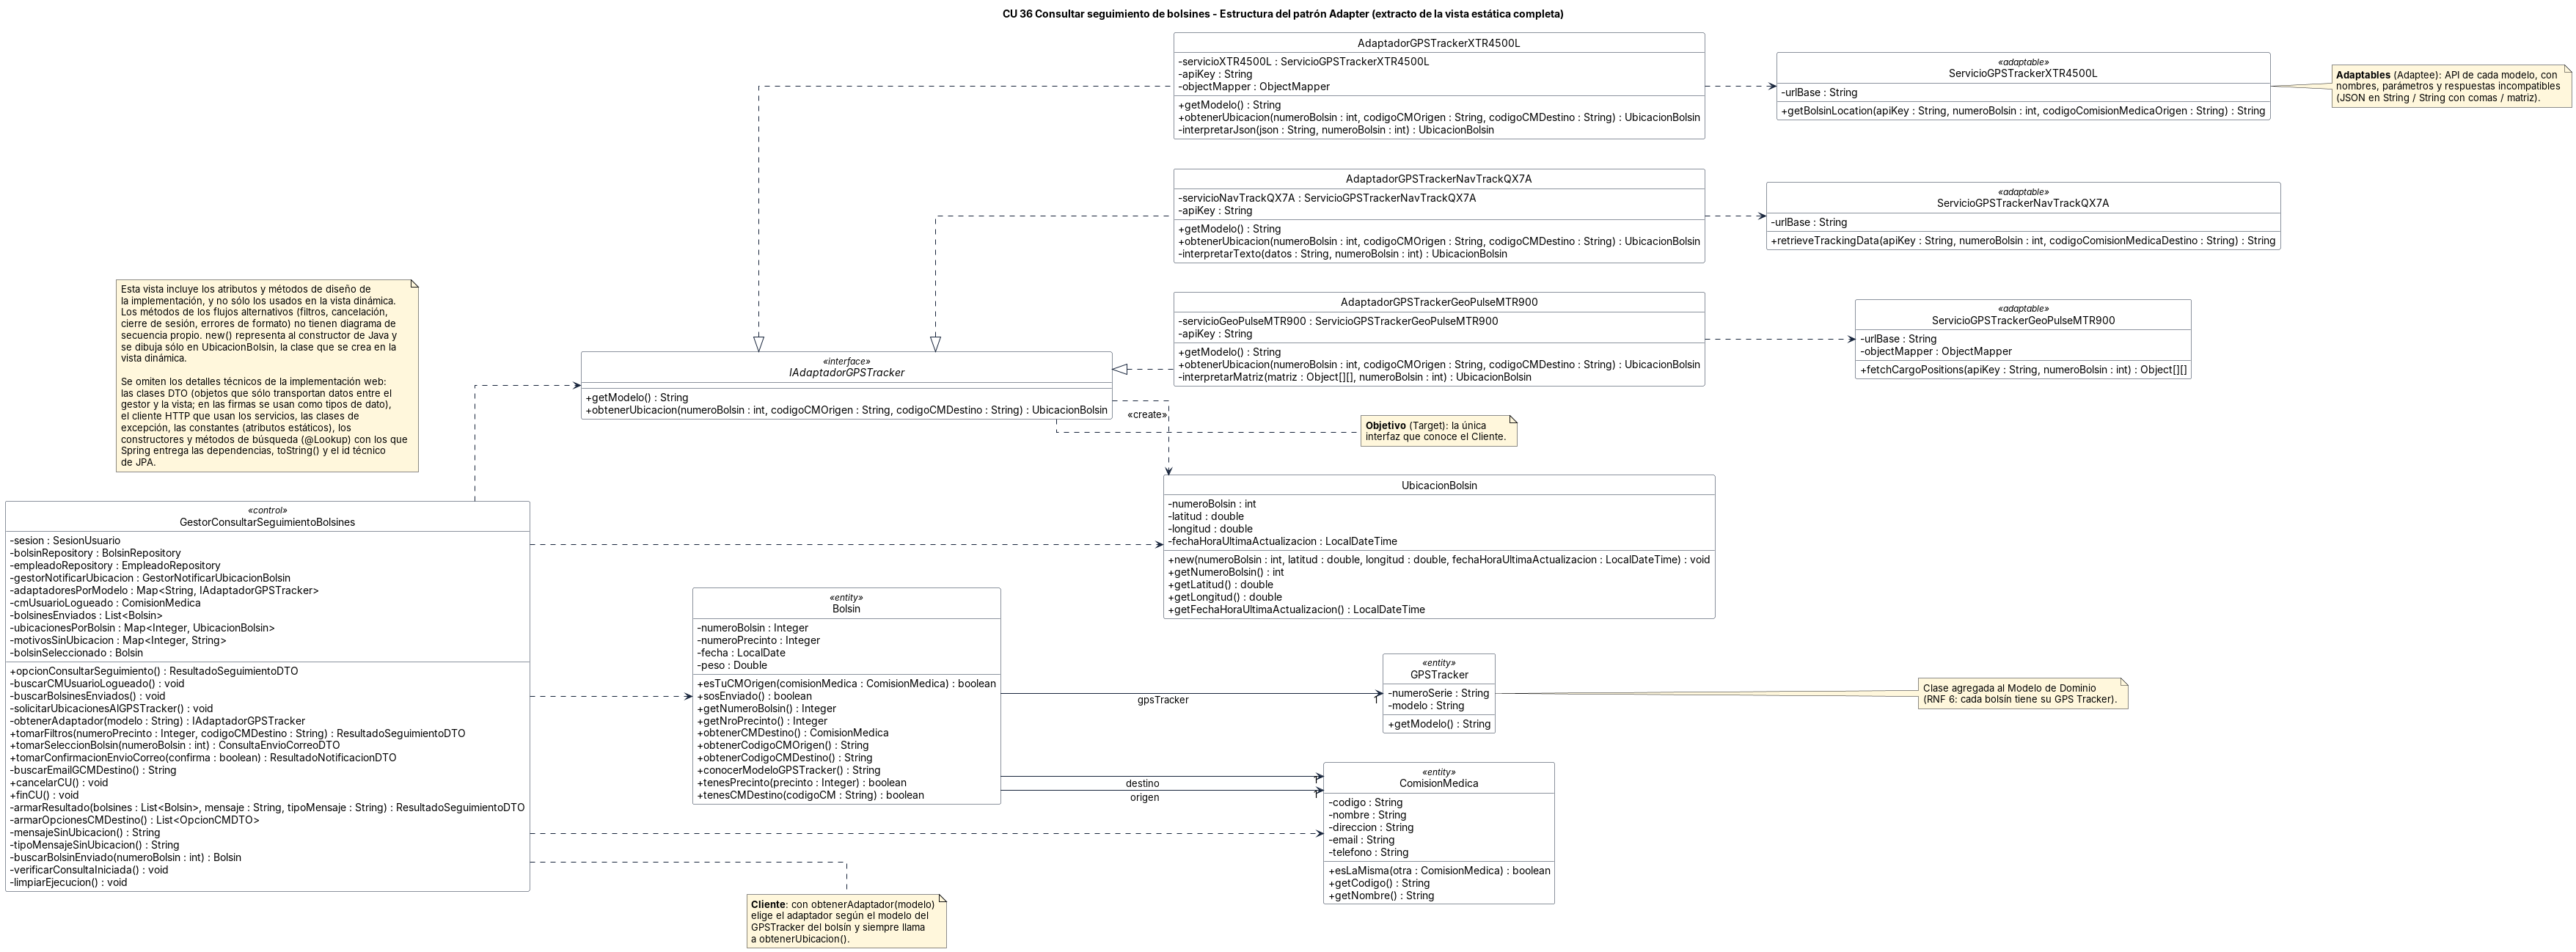 CU 36 Consultar seguimiento de bolsines - Estructura del patrón Adapter (extracto de la vista estática completa)
AdaptadorGPSTrackerXTR4500L
-servicioXTR4500L : ServicioGPSTrackerXTR4500L
-apiKey : String
-objectMapper : ObjectMapper
+getModelo() : String
+obtenerUbicacion(numeroBolsin : int, codigoCMOrigen : String, codigoCMDestino : String) : UbicacionBolsin
-interpretarJson(json : String, numeroBolsin : int) : UbicacionBolsin
«adaptable»
ServicioGPSTrackerXTR4500L
-urlBase : String
+getBolsinLocation(apiKey : String, numeroBolsin : int, codigoComisionMedicaOrigen : String) : String
Adaptables (Adaptee): API de cada modelo, con
nombres, parámetros y respuestas incompatibles
(JSON en String / String con comas / matriz).
AdaptadorGPSTrackerNavTrackQX7A
-servicioNavTrackQX7A : ServicioGPSTrackerNavTrackQX7A
-apiKey : String
+getModelo() : String
+obtenerUbicacion(numeroBolsin : int, codigoCMOrigen : String, codigoCMDestino : String) : UbicacionBolsin
-interpretarTexto(datos : String, numeroBolsin : int) : UbicacionBolsin
«adaptable»
ServicioGPSTrackerNavTrackQX7A
-urlBase : String
+retrieveTrackingData(apiKey : String, numeroBolsin : int, codigoComisionMedicaDestino : String) : String
Esta vista incluye los atributos y métodos de diseño de
la implementación, y no sólo los usados en la vista dinámica.
Los métodos de los flujos alternativos (filtros, cancelación,
cierre de sesión, errores de formato) no tienen diagrama de
secuencia propio. new() representa al constructor de Java y
se dibuja sólo en UbicacionBolsin, la clase que se crea en la
vista dinámica.
Se omiten los detalles técnicos de la implementación web:
las clases DTO (objetos que sólo transportan datos entre el
gestor y la vista; en las firmas se usan como tipos de dato),
el cliente HTTP que usan los servicios, las clases de
excepción, las constantes (atributos estáticos), los
constructores y métodos de búsqueda (@Lookup) con los que
Spring entrega las dependencias, toString() y el id técnico
de JPA.
AdaptadorGPSTrackerGeoPulseMTR900
-servicioGeoPulseMTR900 : ServicioGPSTrackerGeoPulseMTR900
-apiKey : String
+getModelo() : String
+obtenerUbicacion(numeroBolsin : int, codigoCMOrigen : String, codigoCMDestino : String) : UbicacionBolsin
-interpretarMatriz(matriz : Object[][], numeroBolsin : int) : UbicacionBolsin
«adaptable»
ServicioGPSTrackerGeoPulseMTR900
-urlBase : String
-objectMapper : ObjectMapper
+fetchCargoPositions(apiKey : String, numeroBolsin : int) : Object[][]
«interface»
IAdaptadorGPSTracker
+getModelo() : String
+obtenerUbicacion(numeroBolsin : int, codigoCMOrigen : String, codigoCMDestino : String) : UbicacionBolsin
«create»
Objetivo (Target): la única
interfaz que conoce el Cliente.
UbicacionBolsin
-numeroBolsin : int
-latitud : double
-longitud : double
-fechaHoraUltimaActualizacion : LocalDateTime
+new(numeroBolsin : int, latitud : double, longitud : double, fechaHoraUltimaActualizacion : LocalDateTime) : void
+getNumeroBolsin() : int
+getLatitud() : double
+getLongitud() : double
+getFechaHoraUltimaActualizacion() : LocalDateTime
«control»
GestorConsultarSeguimientoBolsines
-sesion : SesionUsuario
-bolsinRepository : BolsinRepository
-empleadoRepository : EmpleadoRepository
-gestorNotificarUbicacion : GestorNotificarUbicacionBolsin
-adaptadoresPorModelo : Map<String, IAdaptadorGPSTracker>
-cmUsuarioLogueado : ComisionMedica
-bolsinesEnviados : List<Bolsin>
-ubicacionesPorBolsin : Map<Integer, UbicacionBolsin>
-motivosSinUbicacion : Map<Integer, String>
-bolsinSeleccionado : Bolsin
+opcionConsultarSeguimiento() : ResultadoSeguimientoDTO
-buscarCMUsuarioLogueado() : void
-buscarBolsinesEnviados() : void
-solicitarUbicacionesAlGPSTracker() : void
-obtenerAdaptador(modelo : String) : IAdaptadorGPSTracker
+tomarFiltros(numeroPrecinto : Integer, codigoCMDestino : String) : ResultadoSeguimientoDTO
+tomarSeleccionBolsin(numeroBolsin : int) : ConsultaEnvioCorreoDTO
+tomarConfirmacionEnvioCorreo(confirma : boolean) : ResultadoNotificacionDTO
-buscarEmailGCMDestino() : String
+cancelarCU() : void
+finCU() : void
-armarResultado(bolsines : List<Bolsin>, mensaje : String, tipoMensaje : String) : ResultadoSeguimientoDTO
-armarOpcionesCMDestino() : List<OpcionCMDTO>
-mensajeSinUbicacion() : String
-tipoMensajeSinUbicacion() : String
-buscarBolsinEnviado(numeroBolsin : int) : Bolsin
-verificarConsultaIniciada() : void
-limpiarEjecucion() : void
«entity»
Bolsin
-numeroBolsin : Integer
-numeroPrecinto : Integer
-fecha : LocalDate
-peso : Double
+esTuCMOrigen(comisionMedica : ComisionMedica) : boolean
+sosEnviado() : boolean
+getNumeroBolsin() : Integer
+getNroPrecinto() : Integer
+obtenerCMDestino() : ComisionMedica
+obtenerCodigoCMOrigen() : String
+obtenerCodigoCMDestino() : String
+conocerModeloGPSTracker() : String
+tenesPrecinto(precinto : Integer) : boolean
+tenesCMDestino(codigoCM : String) : boolean
gpsTracker
1
«entity»
GPSTracker
-numeroSerie : String
-modelo : String
+getModelo() : String
Clase agregada al Modelo de Dominio
(RNF 6: cada bolsín tiene su GPS Tracker).
destino
1
origen
1
«entity»
ComisionMedica
-codigo : String
-nombre : String
-direccion : String
-email : String
-telefono : String
+esLaMisma(otra : ComisionMedica) : boolean
+getCodigo() : String
+getNombre() : String
Cliente: con obtenerAdaptador(modelo)
elige el adaptador según el modelo del
GPSTracker del bolsín y siempre llama
a obtenerUbicacion().